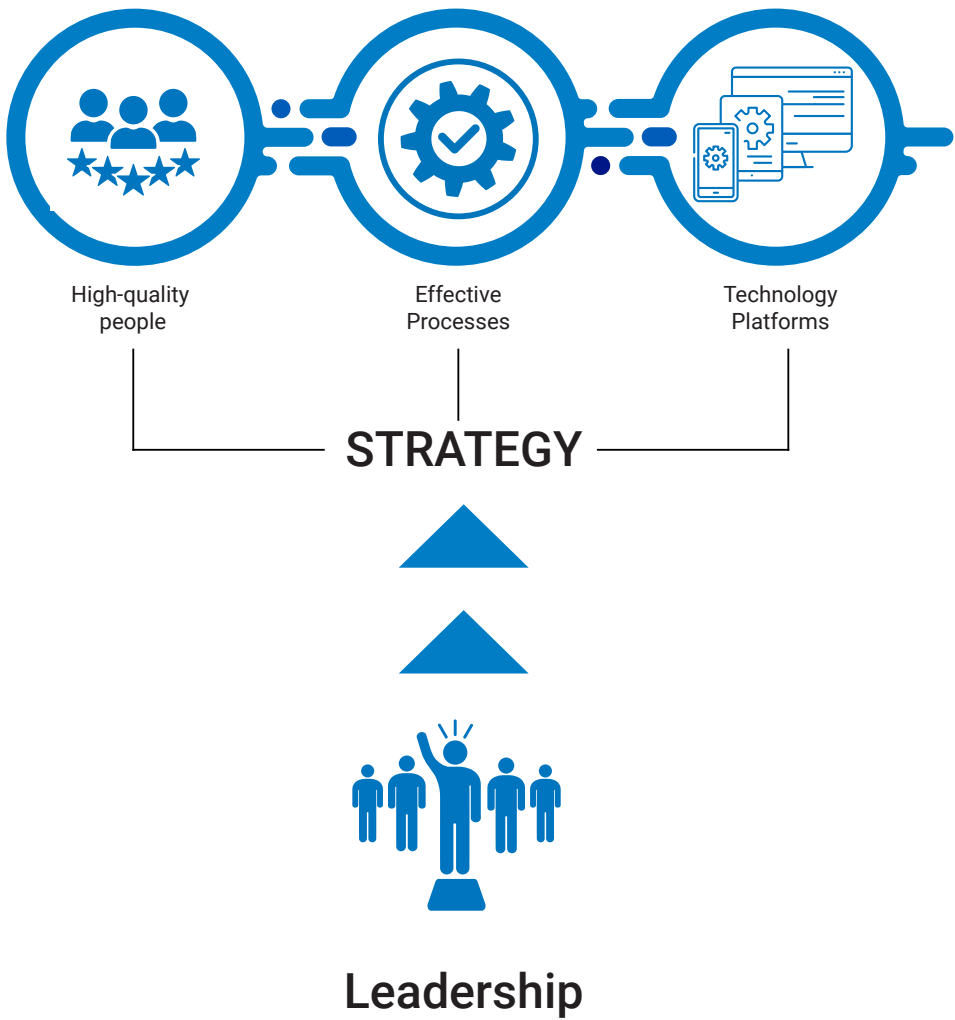 High-quality
people
Effective
Processes
Technology
Platforms
STRATEGY
Leadership